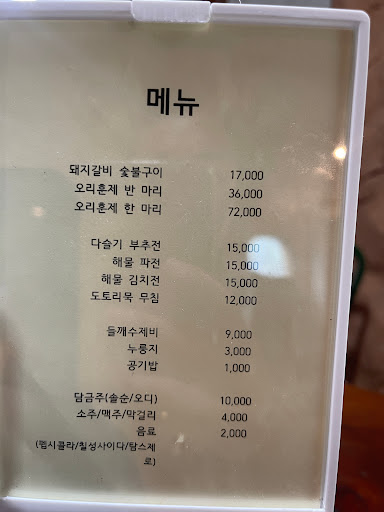 메뉴
돼지갈비 숯불구이 17,000
오리훈제 반 마리 36,000
오리훈제 한 마리 72,000
다슬기 부추전 15,000
해물 파전 15,000
해물 김치전 15,000
도토리묵 무침 12,000
들깨수제비 9,000
누룽지 3,000
공기밥 1,000
담금주(솔순/오디) 10,000
소주/맥주/막걸리 4,000
음료 2,000
(펩시콜라/칠성사이다/탐스제
로)